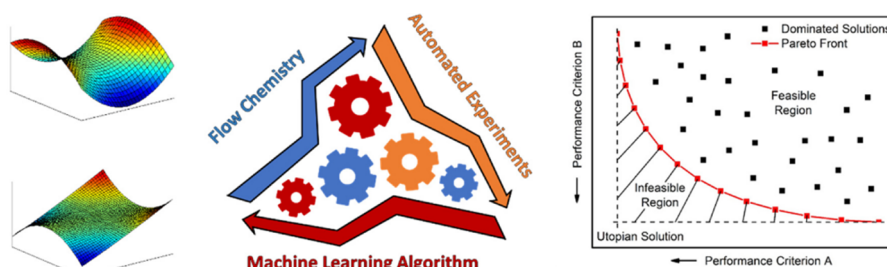 Flow Chemistry
Automated Experiments
Machine Learning Algorithm
Performance Criterion B
Dominated Solutions
Pareto Front
Feasible
Region
Infeasible
Region
Utopian Solution
Performance Criterion A